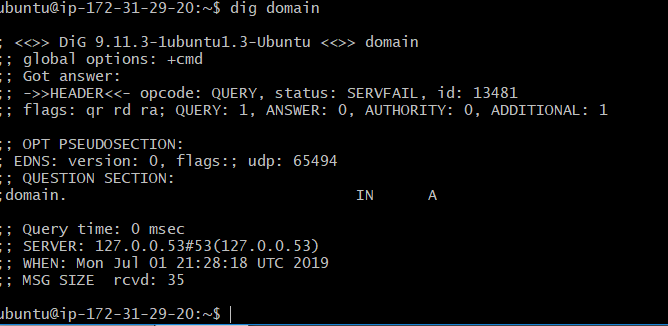 ubuntu@ip-172-31-29-20:~$ dig domain
; <<>> DiG 9.11.3-1ubuntu1.3-Ubuntu <<>> domain
;; global options: +cmd
;; Got answer:
;; ->>HEADER<<- opcode: QUERY, status: SERVFAIL, id: 13481
;; flags: qr rd ra; QUERY: 1, ANSWER: 0, AUTHORITY: 0, ADDITIONAL: 1
;; OPT PSEUDOSECTION:
; EDNS: version: 0, flags:; udp: 65494
;; QUESTION SECTION:
;domain. IN A
;; Query time: 0 msec
;; SERVER: 127.0.0.53#53(127.0.0.53)
;; WHEN: Mon Jul 01 21:28:18 UTC 2019
;; MSG SIZE rcvd: 35
ubuntu@ip-172-31-29-20:~$